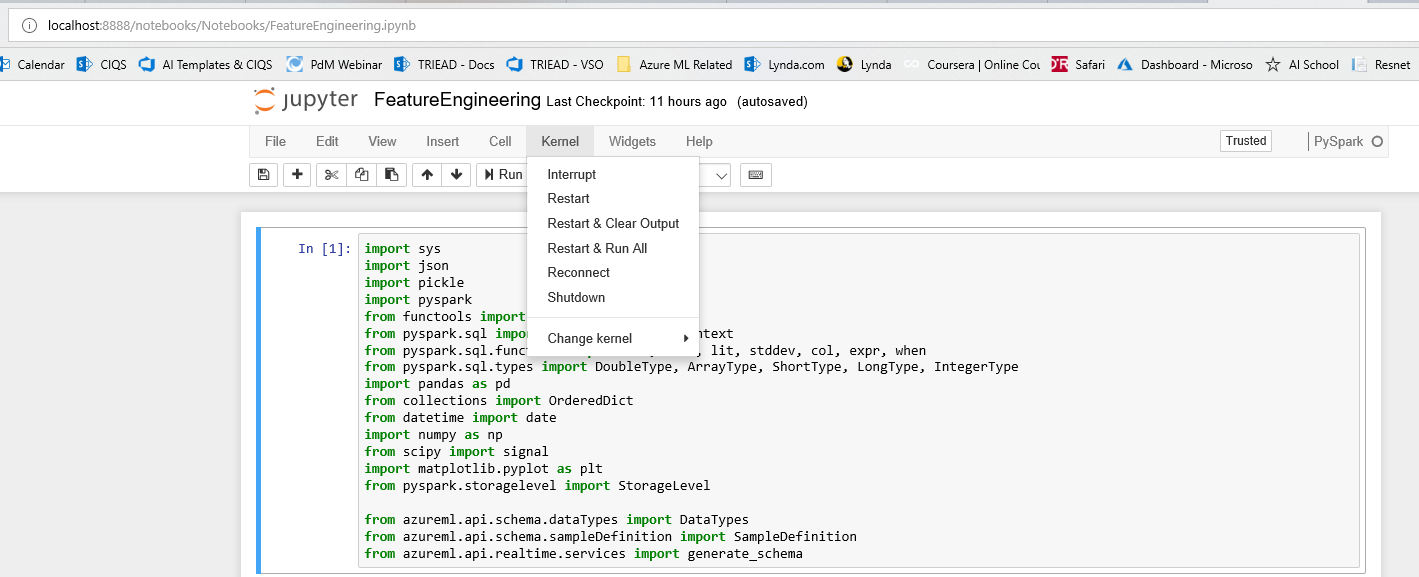 localhost:8888/notebooks/Notebooks/FeatureEngineering.ipynb
Calendar CIQS AI Templates & CIQS PdM Webinar TRIEAD - Docs TRIEAD - VSO Azure ML Related Lynda.com Lynda Coursera | Online Cou Safari Dashboard - Microso AI School Resnet
jupyter FeatureEngineering Last Checkpoint: 11 hours ago (autosaved)
File Edit View Insert Cell Kernel Widgets Help Trusted PySpark
Run
Interrupt
Restart
Restart & Clear Output
Restart & Run All
Reconnect
Shutdown
Change kernel
In [1]: import sys
import json
import pickle
import pyspark
from functools import
from pyspark.sql impo ntext
from pyspark.sql.func , lit, stddev, col, expr, when
from pyspark.sql.types import DoubleType, ArrayType, ShortType, LongType, IntegerType
import pandas as pd
from collections import OrderedDict
from datetime import date
import numpy as np
from scipy import signal
import matplotlib.pyplot as plt
from pyspark.storagelevel import StorageLevel
from azureml.api.schema.dataTypes import DataTypes
from azureml.api.schema.sampleDefinition import SampleDefinition
from azureml.api.realtime.services import generate_schema